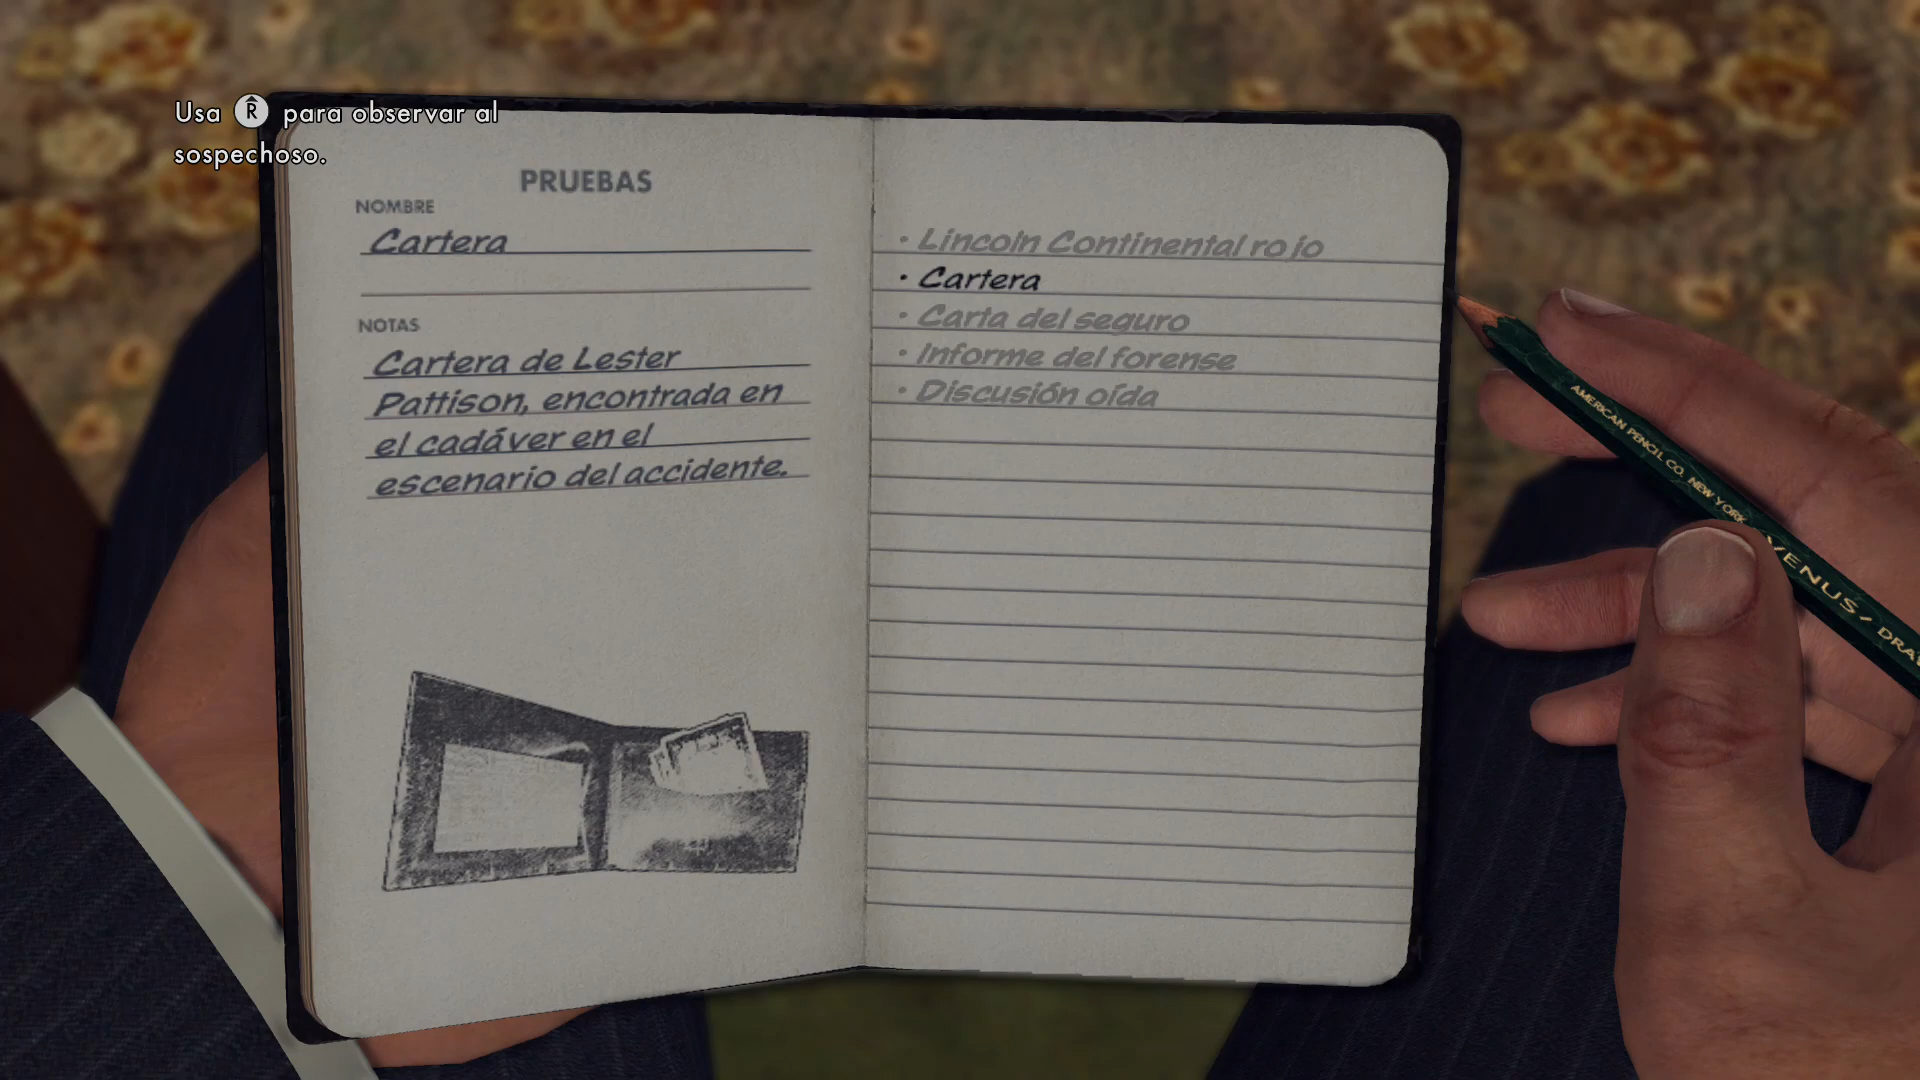 Usa R para observar al
sospechoso.
PRUEBAS
NOMBRE
Cartera
NOTAS
Cartera de Lester
Pattison, encontrada en
el cadáver en el
escenario del accidente.
• Lincoln Continental rojo
• Cartera
• Carta del seguro
• Informe del forense
• Discusión oída
AMERICAN PENCIL CO. NEW YORK
VENUS / DRA